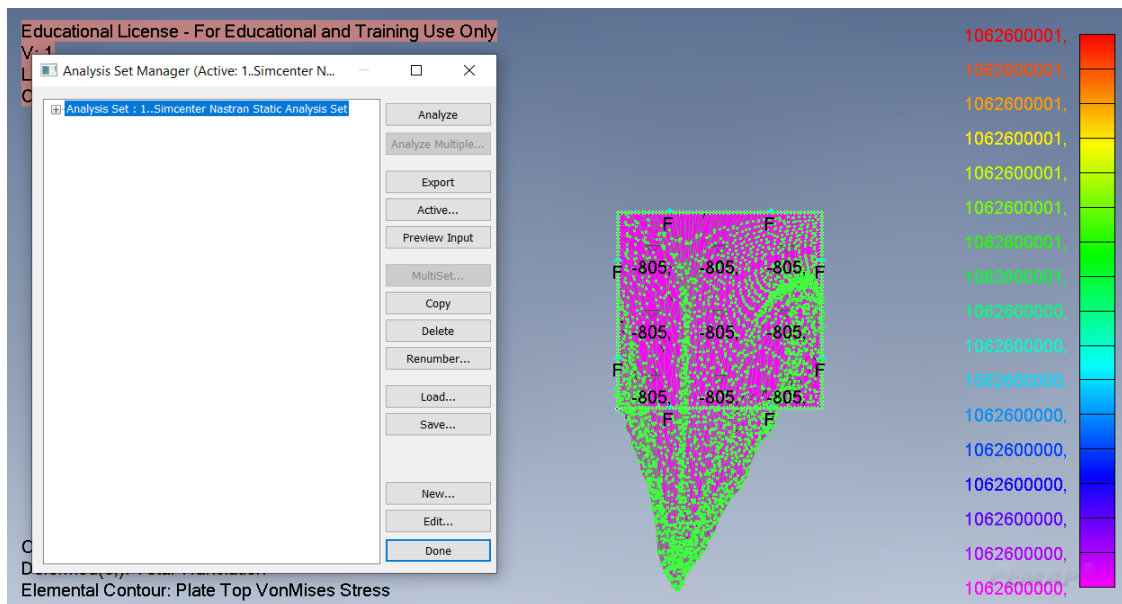 Educational License - For Educational and Training Use Only
V: 1
L
C
Analysis Set Manager (Active: 1..Simcenter N...
Analysis Set : 1..Simcenter Nastran Static Analysis Set
Analyze
Analyze Multiple...
Export
Active...
Preview Input
MultiSet...
Copy
Delete
Renumber...
Load...
Save...
New...
Edit...
Done
F F
F -805, -805, -805, F
-805, -805, -805,
F F
-805, -805, -805,
F F
1062600001,
1062600001,
1062600001,
1062600001,
1062600001,
1062600001,
1062600001,
1062600001,
1062600000,
1062600000,
1062600000,
1062600000,
1062600000,
1062600000,
1062600000,
1062600000,
1062600000,
Elemental Contour: Plate Top VonMises Stress